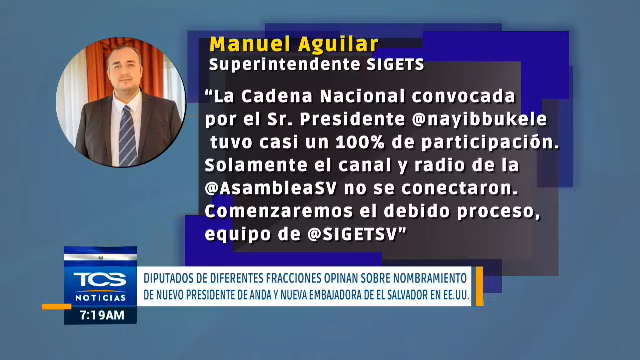 Manuel Aguilar
Superintendente SIGETS
“La Cadena Nacional convocada
por el Sr. Presidente @nayibbukele
tuvo casi un 100% de participación.
Solamente el canal y radio de la
@AsambleaSV no se conectaron.
Comenzaremos el debido proceso,
equipo de @SIGETSV”
TCS
NOTICIAS
7:19AM
DIPUTADOS DE DIFERENTES FRACCIONES OPINAN SOBRE NOMBRAMIENTO
DE NUEVO PRESIDENTE DE ANDA Y NUEVA EMBAJADORA DE EL SALVADOR EN EE.UU.